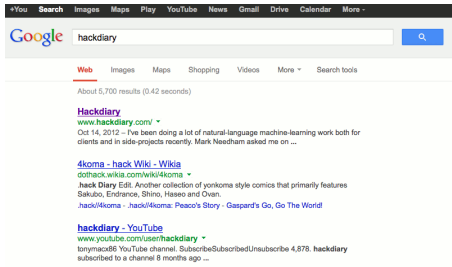 +You Search Images Maps Play YouTube News Gmail Drive Calendar More
Google hackdiary
Web Images Maps Shopping Videos More Search tools
About 5,700 results (0.42 seconds)
Hackdiary
www.hackdiary.com/
Oct 14, 2012 – I've been doing a lot of natural-language machine-learning work both for
clients and in side-projects recently. Mark Needham asked me on ...
4koma - hack Wiki - Wikia
dothack.wikia.com/wiki/4koma
.hack Diary Edit. Another collection of yonkoma style comics that primarily features
Sakubo, Endrance, Shino, Haseo and Ovan.
.hack//4koma - .hack//4koma: Peaco's Story - Gaspard's Go, Go The World!
hackdiary - YouTube
www.youtube.com/user/hackdiary
tonymacx86 YouTube channel. SubscribeSubscribedUnsubscribe 4,878. hackdiary
subscribed to a channel 8 months ago ...